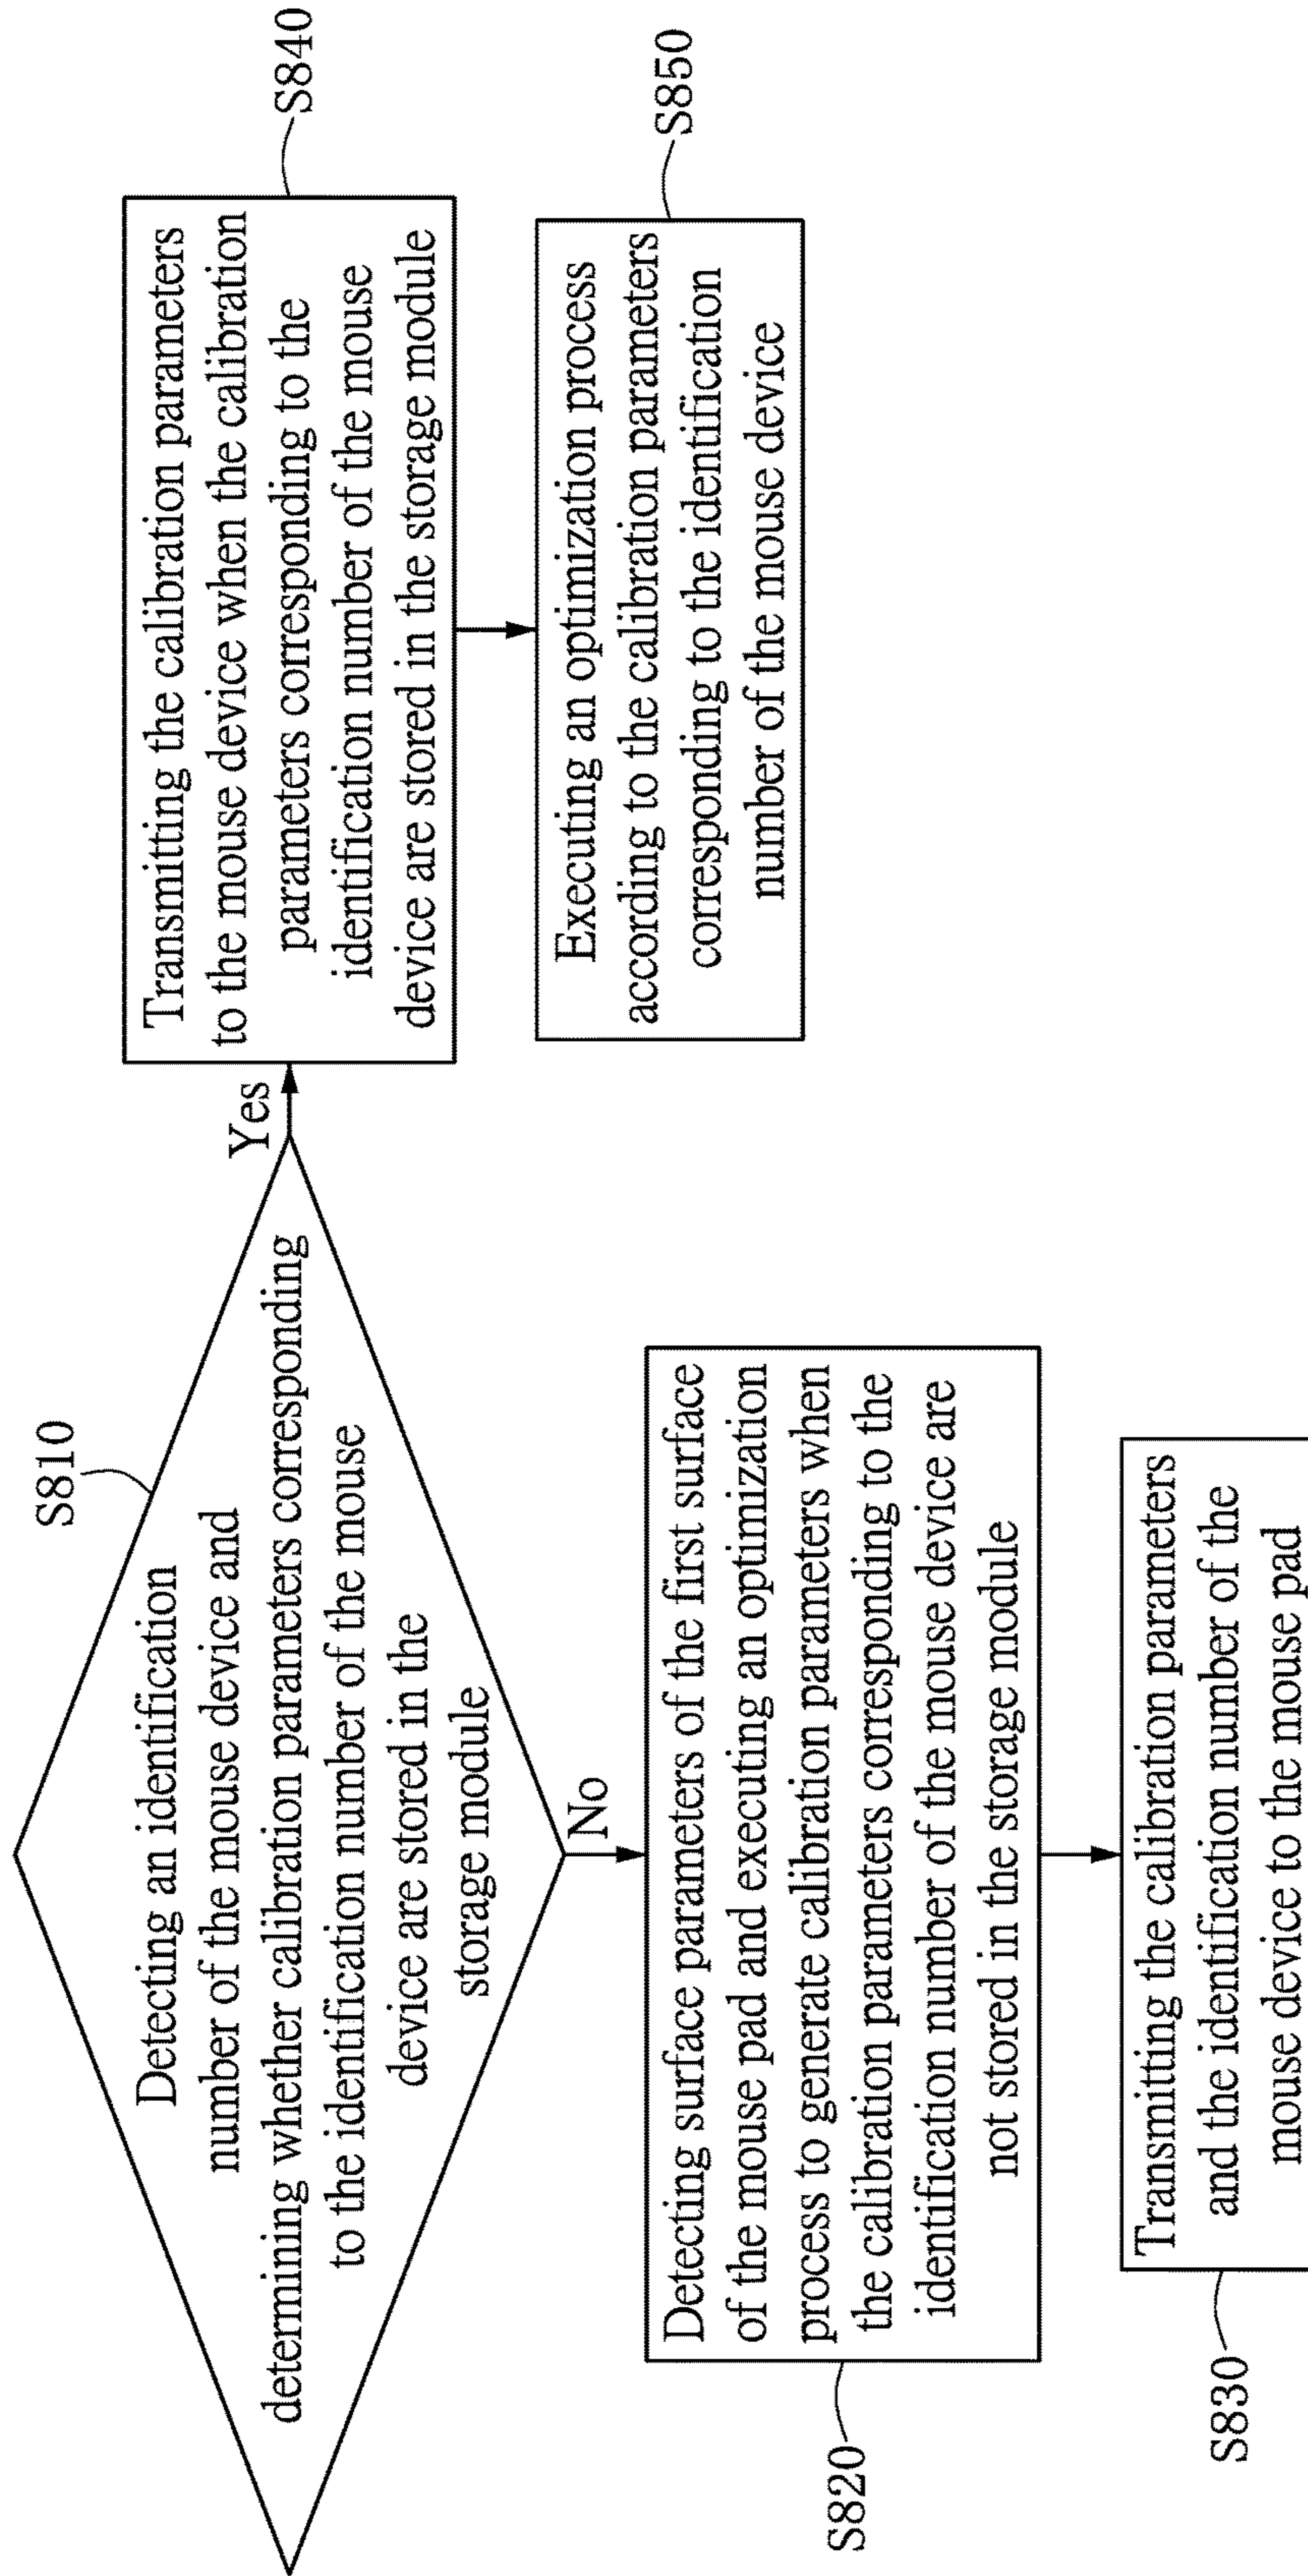 S810
Detecting an identification
number of the mouse device and
determining whether calibration parameters corresponding
to the identification number of the mouse
device are stored in the
storage module
Yes
S840
Transmitting the calibration parameters
to the mouse device when the calibration
parameters corresponding to the
identification number of the mouse
device are stored in the storage module
S850
Executing an optimization process
according to the calibration parameters
corresponding to the identification
number of the mouse device
No
S820
Detecting surface parameters of the first surface
of the mouse pad and executing an optimization
process to generate calibration parameters when
the calibration parameters corresponding to the
identification number of the mouse device are
not stored in the storage module
S830
Transmitting the calibration parameters
and the identification number of the
mouse device to the mouse pad